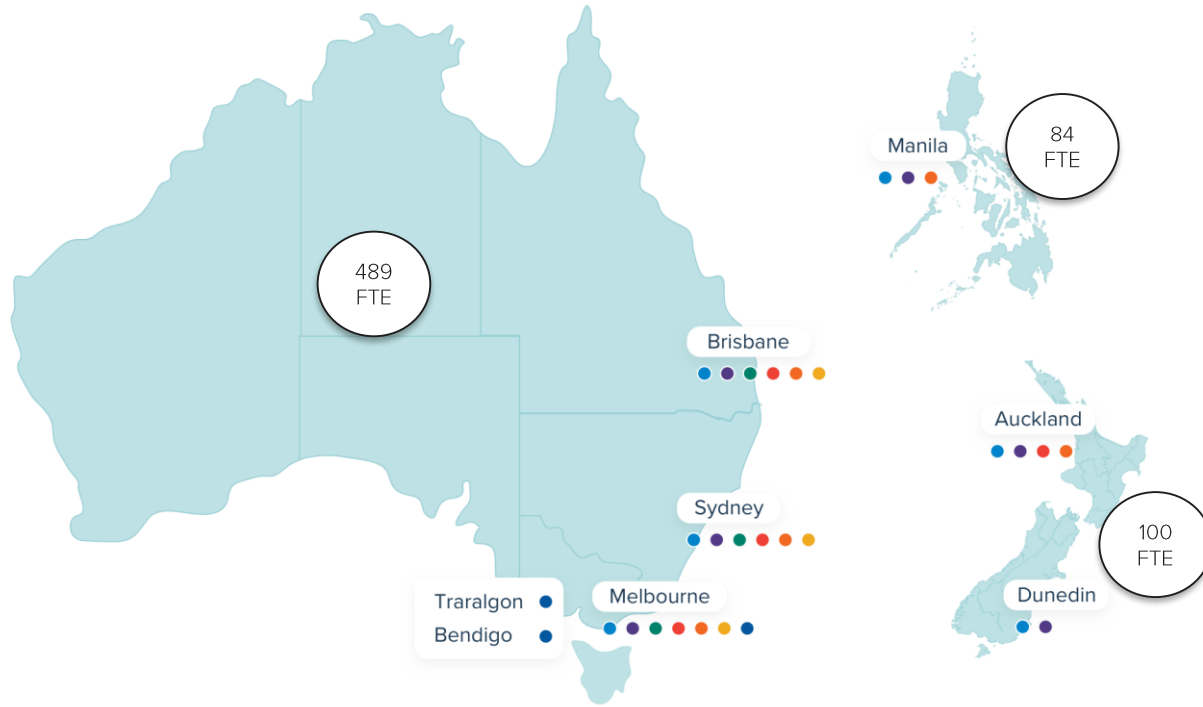 84
FTE
Manila
489
FTE
Brisbane
Auckland
Sydney
100
FTE
Traralgon
Bendigo
Melbourne
Dunedin